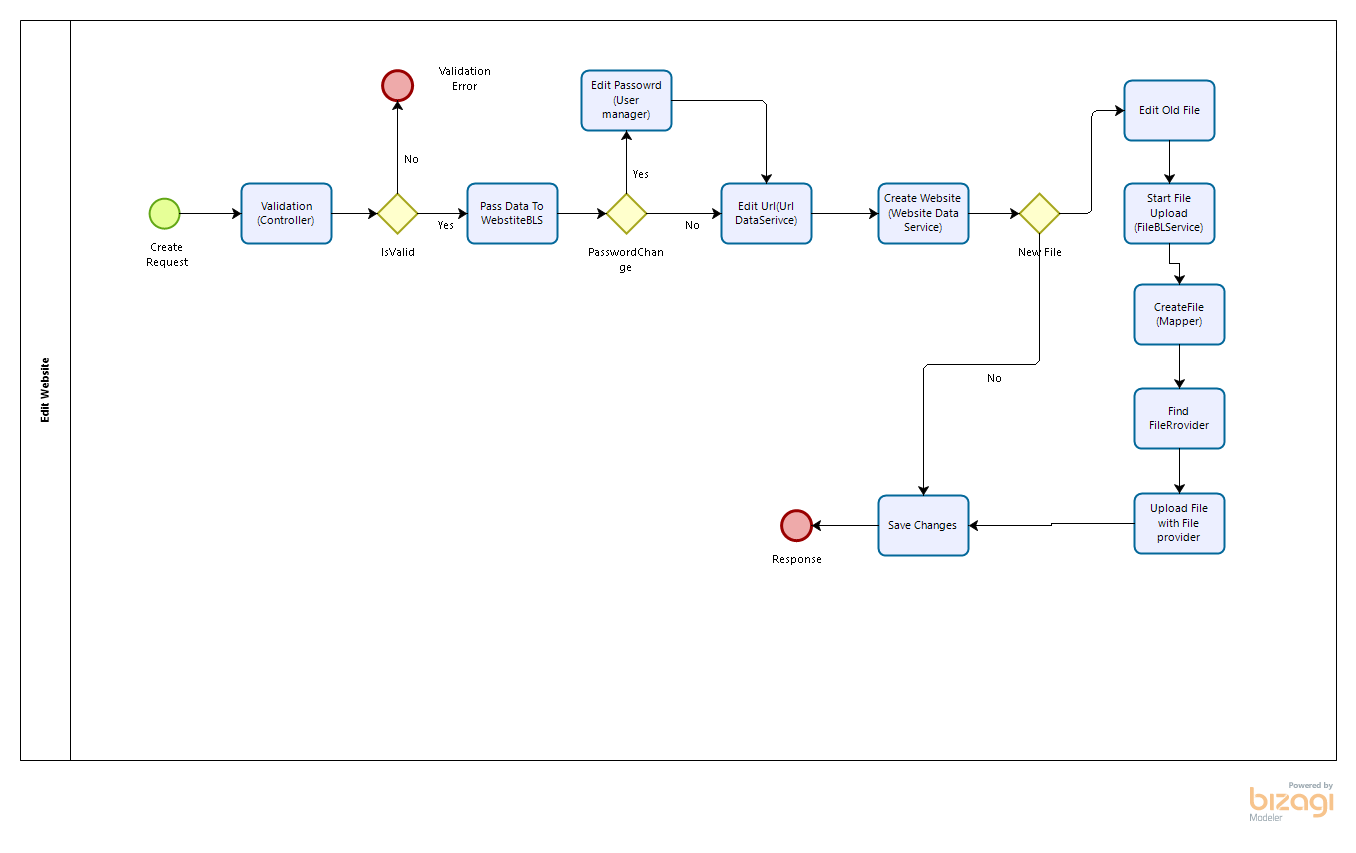 Edit Website
Validation
Error
No
Create
Request
Validation
(Controller)
IsValid
Yes
Pass Data To
WebstiteBLS
Edit Passowrd
(User
manager)
Yes
PasswordChan
ge
No
Edit Url(Url
DataSerivce)
Create Website
(Website Data
Service)
New File
No
Edit Old File
Start File
Upload
(FileBLService)
CreateFile
(Mapper)
Find
FileRrovider
Upload File
with File
provider
Save Changes
Response
Powered by
bizagi
Modeler